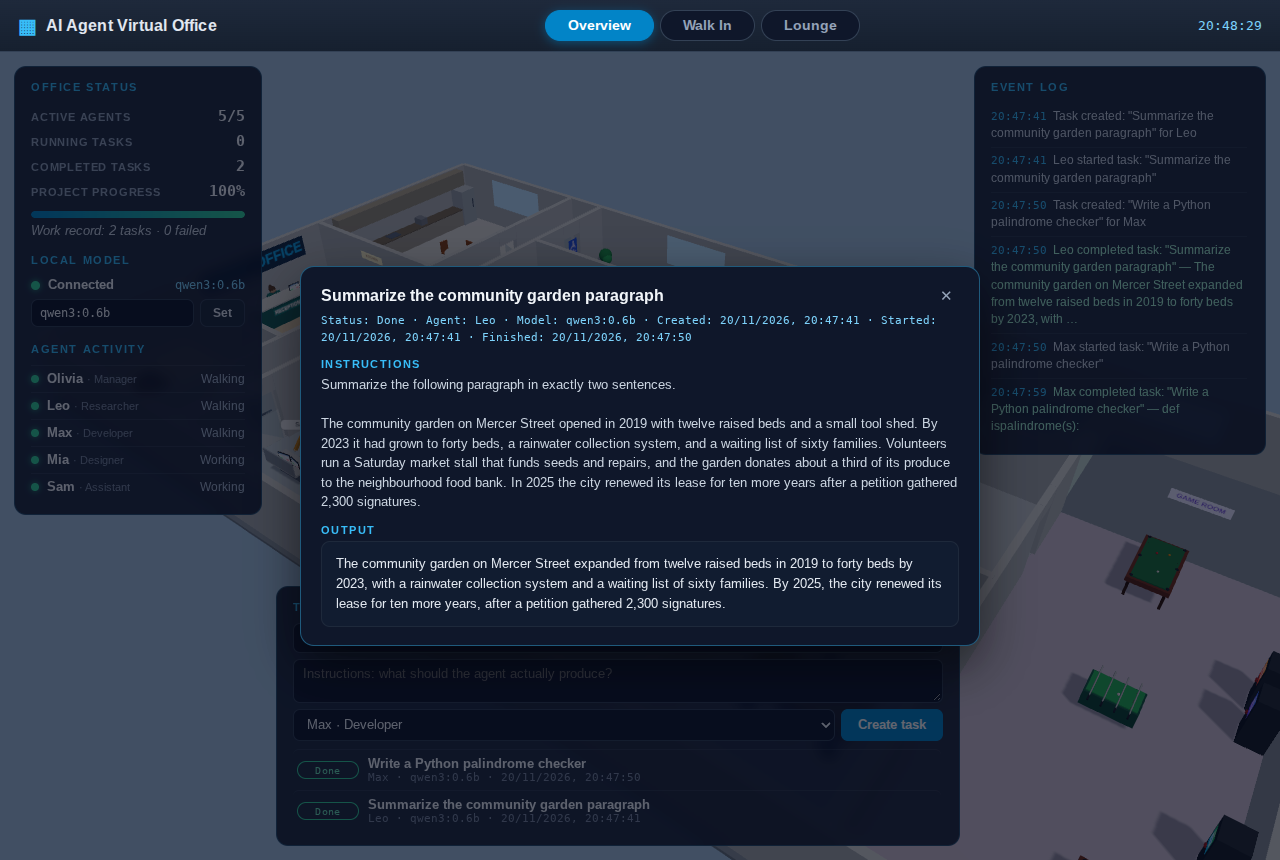 AI Agent Virtual Office
Overview
Walk In
Lounge
20:48:29
OFFICE STATUS
ACTIVE AGENTS 5/5
RUNNING TASKS 0
COMPLETED TASKS 2
PROJECT PROGRESS 100%
Work record: 2 tasks · 0 failed
LOCAL MODEL
Connected qwen3:0.6b
qwen3:0.6b Set
AGENT ACTIVITY
Olivia · Manager Walking
Leo · Researcher Walking
Max · Developer Walking
Mia · Designer Working
Sam · Assistant Working
OFFICE
Summarize the community garden paragraph ✕
Status: Done · Agent: Leo · Model: qwen3:0.6b · Created: 20/11/2026, 20:47:41 · Started:
20/11/2026, 20:47:41 · Finished: 20/11/2026, 20:47:50
INSTRUCTIONS
Summarize the following paragraph in exactly two sentences.
The community garden on Mercer Street opened in 2019 with twelve raised beds and a small tool shed. By
2023 it had grown to forty beds, a rainwater collection system, and a waiting list of sixty families. Volunteers
run a Saturday market stall that funds seeds and repairs, and the garden donates about a third of its produce
to the neighbourhood food bank. In 2025 the city renewed its lease for ten more years after a petition gathered
2,300 signatures.
OUTPUT
The community garden on Mercer Street expanded from twelve raised beds in 2019 to forty beds by
2023, with a rainwater collection system and a waiting list of sixty families. By 2025, the city renewed its
lease for ten more years, after a petition gathered 2,300 signatures.
Instructions: what should the agent actually produce?
Max · Developer
Create task
Done Write a Python palindrome checker
Max · qwen3:0.6b · 20/11/2026, 20:47:50
Done Summarize the community garden paragraph
Leo · qwen3:0.6b · 20/11/2026, 20:47:41
EVENT LOG
20:47:41 Task created: "Summarize the
community garden paragraph" for Leo
20:47:41 Leo started task: "Summarize the
community garden paragraph"
20:47:50 Task created: "Write a Python
palindrome checker" for Max
20:47:50 Leo completed task: "Summarize
the community garden paragraph" — The
community garden on Mercer Street expanded
from twelve raised beds in 2019 to forty beds
by 2023, with …
20:47:50 Max started task: "Write a Python
palindrome checker"
20:47:59 Max completed task: "Write a
Python palindrome checker" — def
ispalindrome(s):
GAME ROOM